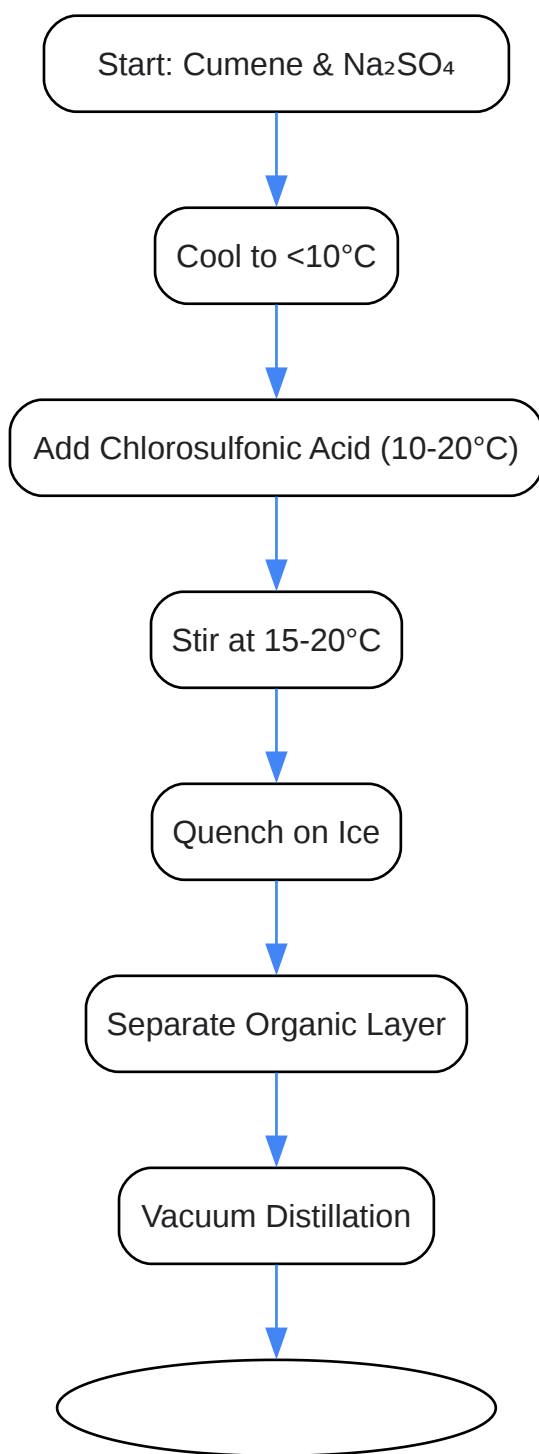 Start: Cumene & Na₂SO₄
Cool to <10°C
Add Chlorosulfonic Acid (10-20°C)
Stir at 15-20°C
Quench on Ice
Separate Organic Layer
Vacuum Distillation